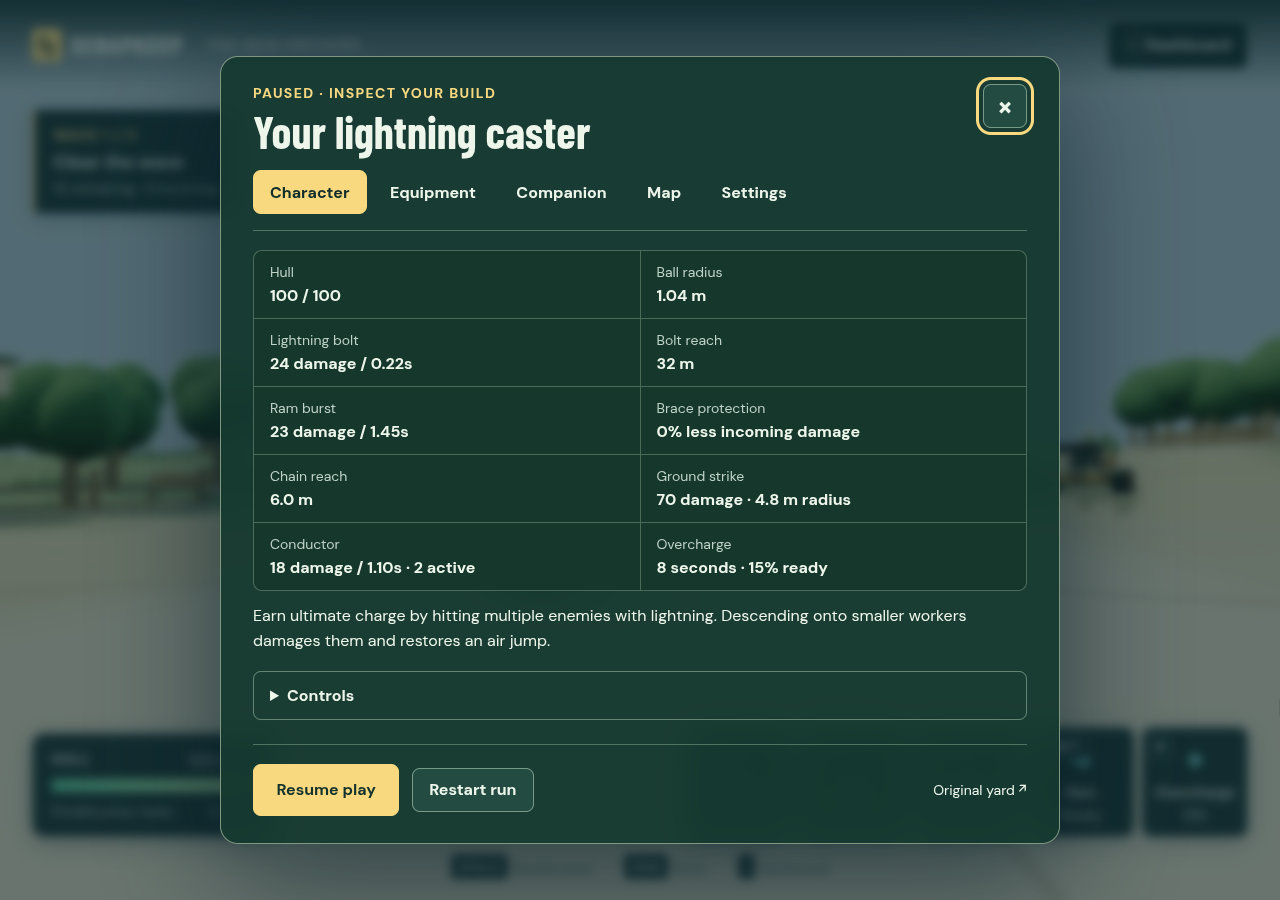 PAUSED · INSPECT YOUR BUILD
Your lightning caster
×
Character Equipment Companion Map Settings
Hull
100 / 100
Ball radius
1.04 m
Lightning bolt
24 damage / 0.22s
Bolt reach
32 m
Ram burst
23 damage / 1.45s
Brace protection
0% less incoming damage
Chain reach
6.0 m
Ground strike
70 damage · 4.8 m radius
Conductor
18 damage / 1.10s · 2 active
Overcharge
8 seconds · 15% ready
Earn ultimate charge by hitting multiple enemies with lightning. Descending onto smaller workers
damages them and restores an air jump.
▶ Controls
Resume play Restart run Original yard ↗
Dashboard
Clear the wave